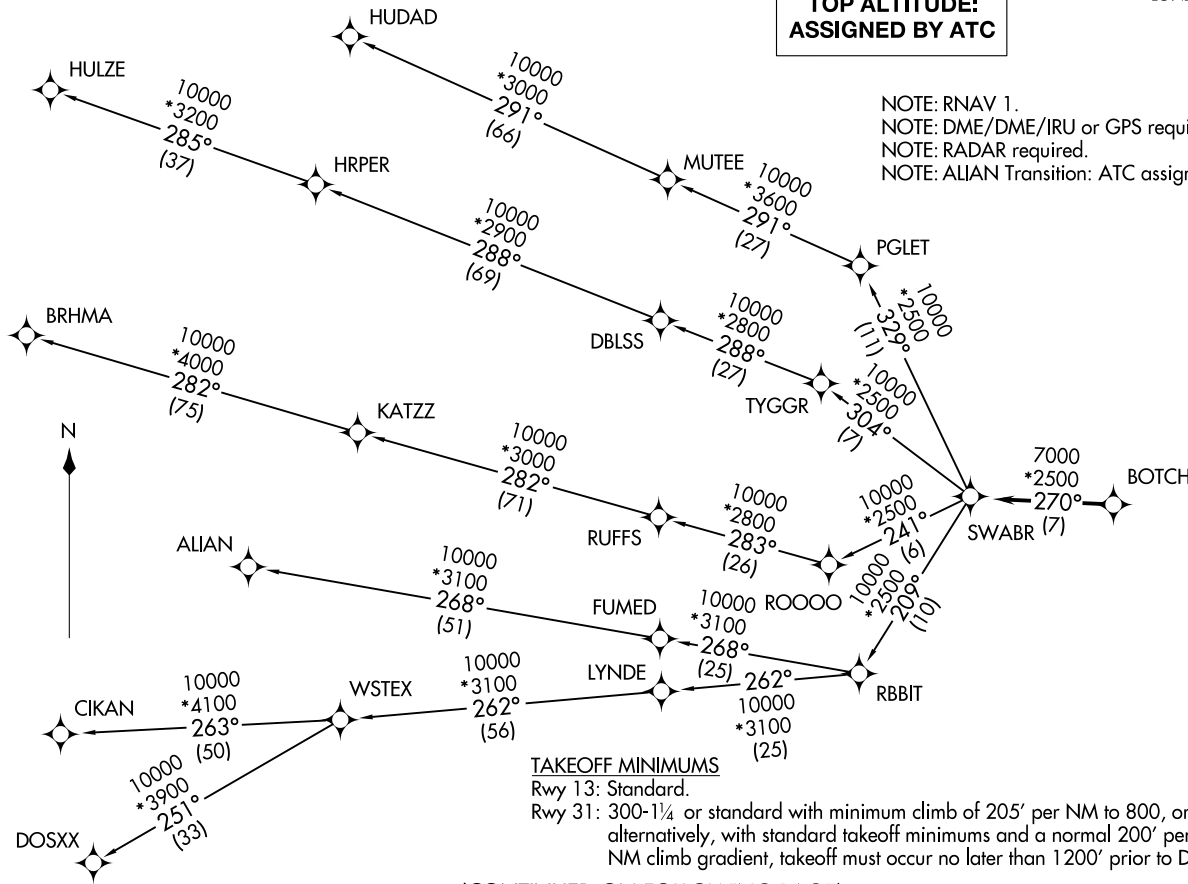 TOP ALTITUDE:
ASSIGNED BY ATC
HUDAD
HULZE
10000
*3000
291°
(66)
10000
*3200
285°
(37)
NOTE: RNAV 1.
NOTE: DME/DME/IRU or GPS requi
NOTE: RADAR required.
NOTE: ALIAN Transition: ATC assign
HRPER
MUTEE
10000
*3600
291°
(27)
10000
*2900
288°
(69)
PGLET
10000
*2500
329°
(11)
BRHMA
10000
*4000
282°
(75)
DBLSS
10000
*2800
288°
(27)
TYGGR
10000
*2500
304°
(7)
N
KATZZ
10000
*3000
282°
(71)
7000
*2500
270°
(7)
BOTCH
SWABR
RUFFS
10000
*2800
283°
(26)
10000
*2500
241°
(6)
ROOOO
10000
*2500
209°
(10)
ALIAN
10000
*3100
268°
(51)
FUMED
10000
*3100
268°
(25)
RBBIT
LYNDE
262°
10000
*3100
(25)
WSTEX
10000
*3100
262°
(56)
CIKAN
10000
*4100
263°
(50)
10000
*3900
251°
(33)
DOSXX
TAKEOFF MINIMUMS
Rwy 13: Standard.
Rwy 31: 300-1¼ or standard with minimum climb of 205' per NM to 800, or
alternatively, with standard takeoff minimums and a normal 200' per
NM climb gradient, takeoff must occur no later than 1200' prior to D